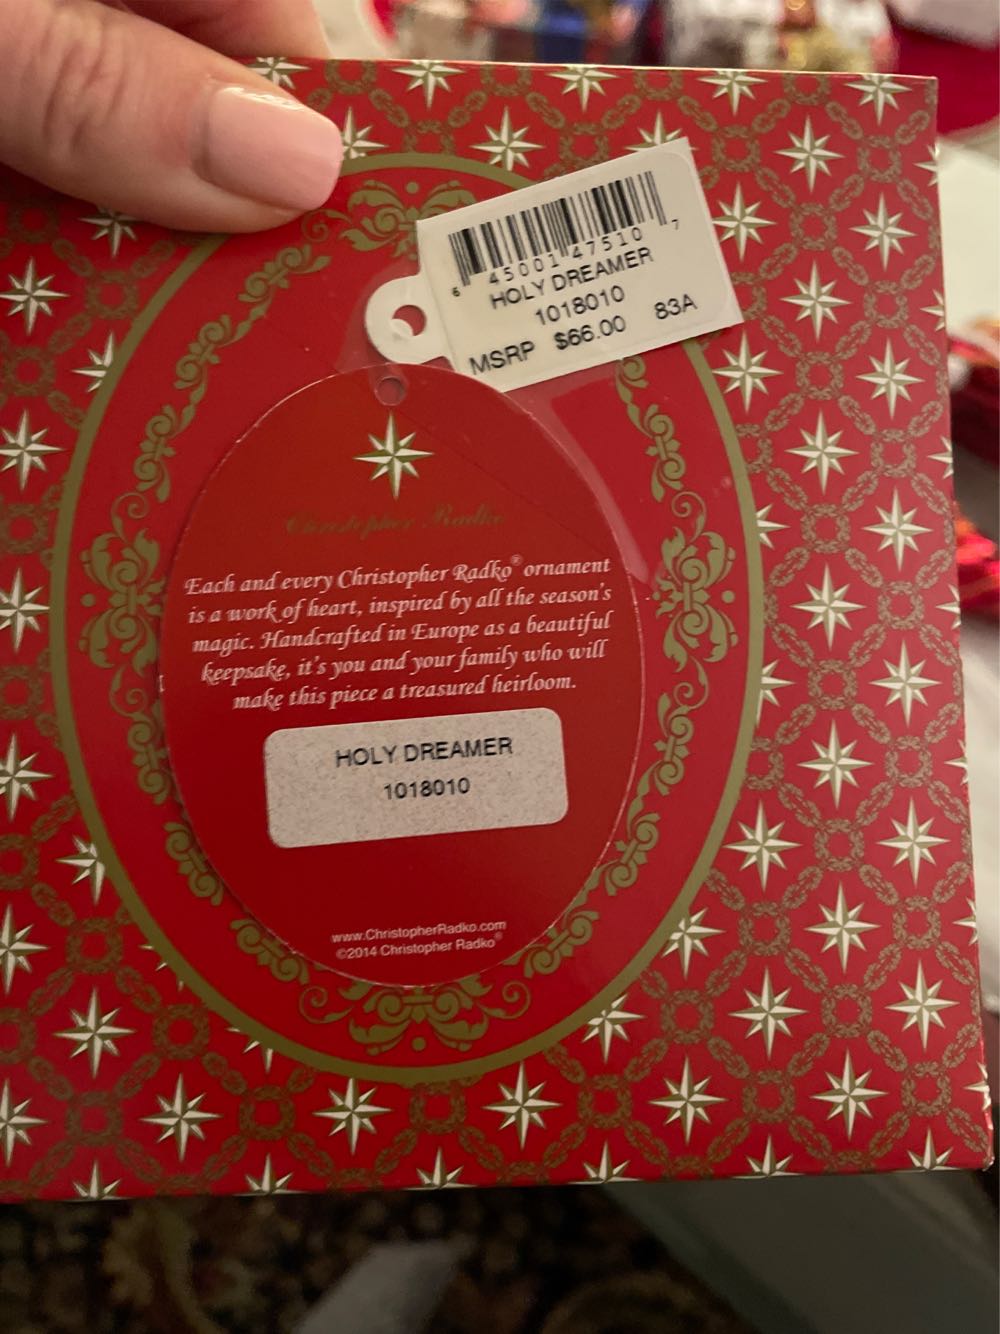 6 45001 47510 7
HOLY DREAMER
1018010
MSRP $66.00 83A
Christopher Radko
Each and every Christopher Radko® ornament
is a work of heart, inspired by all the season's
magic. Handcrafted in Europe as a beautiful
keepsake, it's you and your family who will
make this piece a treasured heirloom.
HOLY DREAMER
1018010
www.ChristopherRadko.com
©2014 Christopher Radko®